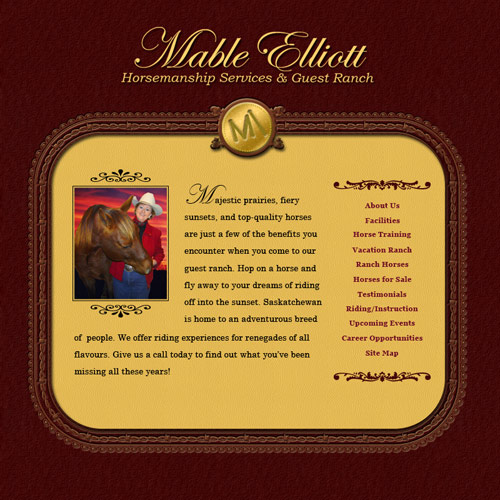 Mable Elliott
Horsemanship Services & Guest Ranch
M
Majestic prairies, fiery
sunsets, and top-quality horses
are just a few of the benefits you
encounter when you come to our
guest ranch. Hop on a horse and
fly away to your dreams of riding
off into the sunset. Saskatchewan
is home to an adventurous breed
of people. We offer riding experiences for renegades of all
flavours. Give us a call today to find out what you've been
missing all these years!
About Us
Facilities
Horse Training
Vacation Ranch
Ranch Horses
Horses for Sale
Testimonials
Riding/Instruction
Upcoming Events
Career Opportunities
Site Map